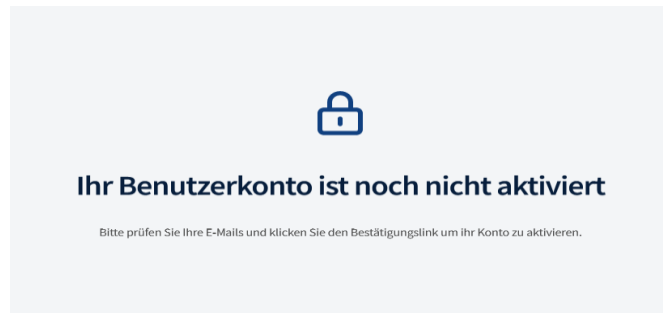 Ihr Benutzerkonto ist noch nicht aktiviert
Bitte prüfen Sie Ihre E-Mails und klicken Sie den Bestätigungslink um ihr Konto zu aktivieren.